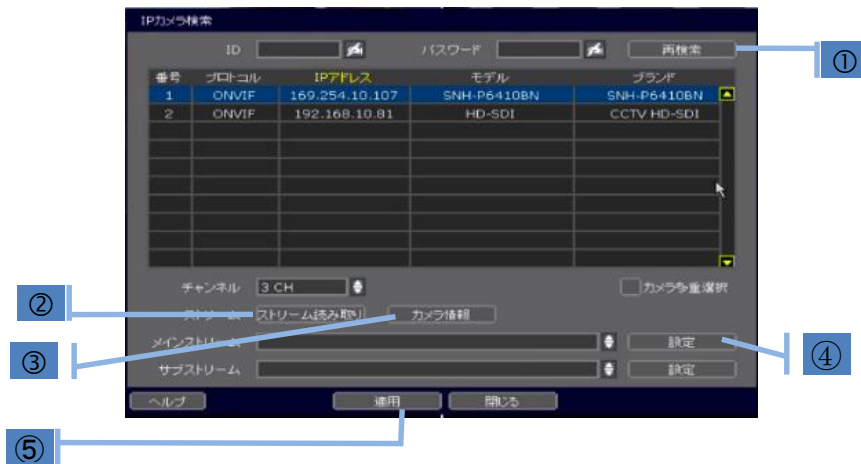 IPカメラ検索
ID パスワード 再検索
①
番号 プロトコル IPアドレス モデル ブランド
1 ONVIF 169.254.10.107 SNH-P6410BN SNH-P6410BN
2 ONVIF 192.168.10.81 HD-SDI CCTV HD-SDI
チャンネル 3 CH カメラ多重選択
②
ストリーム ストリーム読み取り カメラ情報
メインストリーム 設定
③
④
サブストリーム 設定
ヘルプ 適用 閉じる
⑤